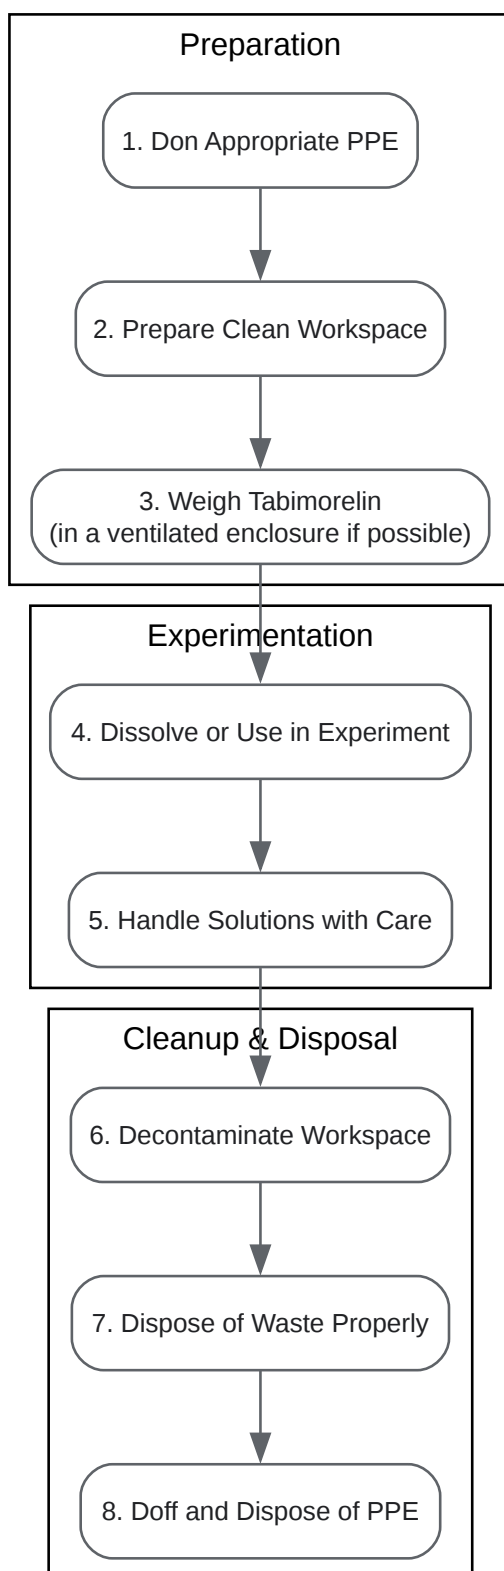 Preparation
1. Don Appropriate PPE
2. Prepare Clean Workspace
3. Weigh Tabimorelin
(in a ventilated enclosure if possible)
Experimentation
4. Dissolve or Use in Experiment
5. Handle Solutions with Care
Cleanup & Disposal
6. Decontaminate Workspace
7. Dispose of Waste Properly
8. Doff and Dispose of PPE